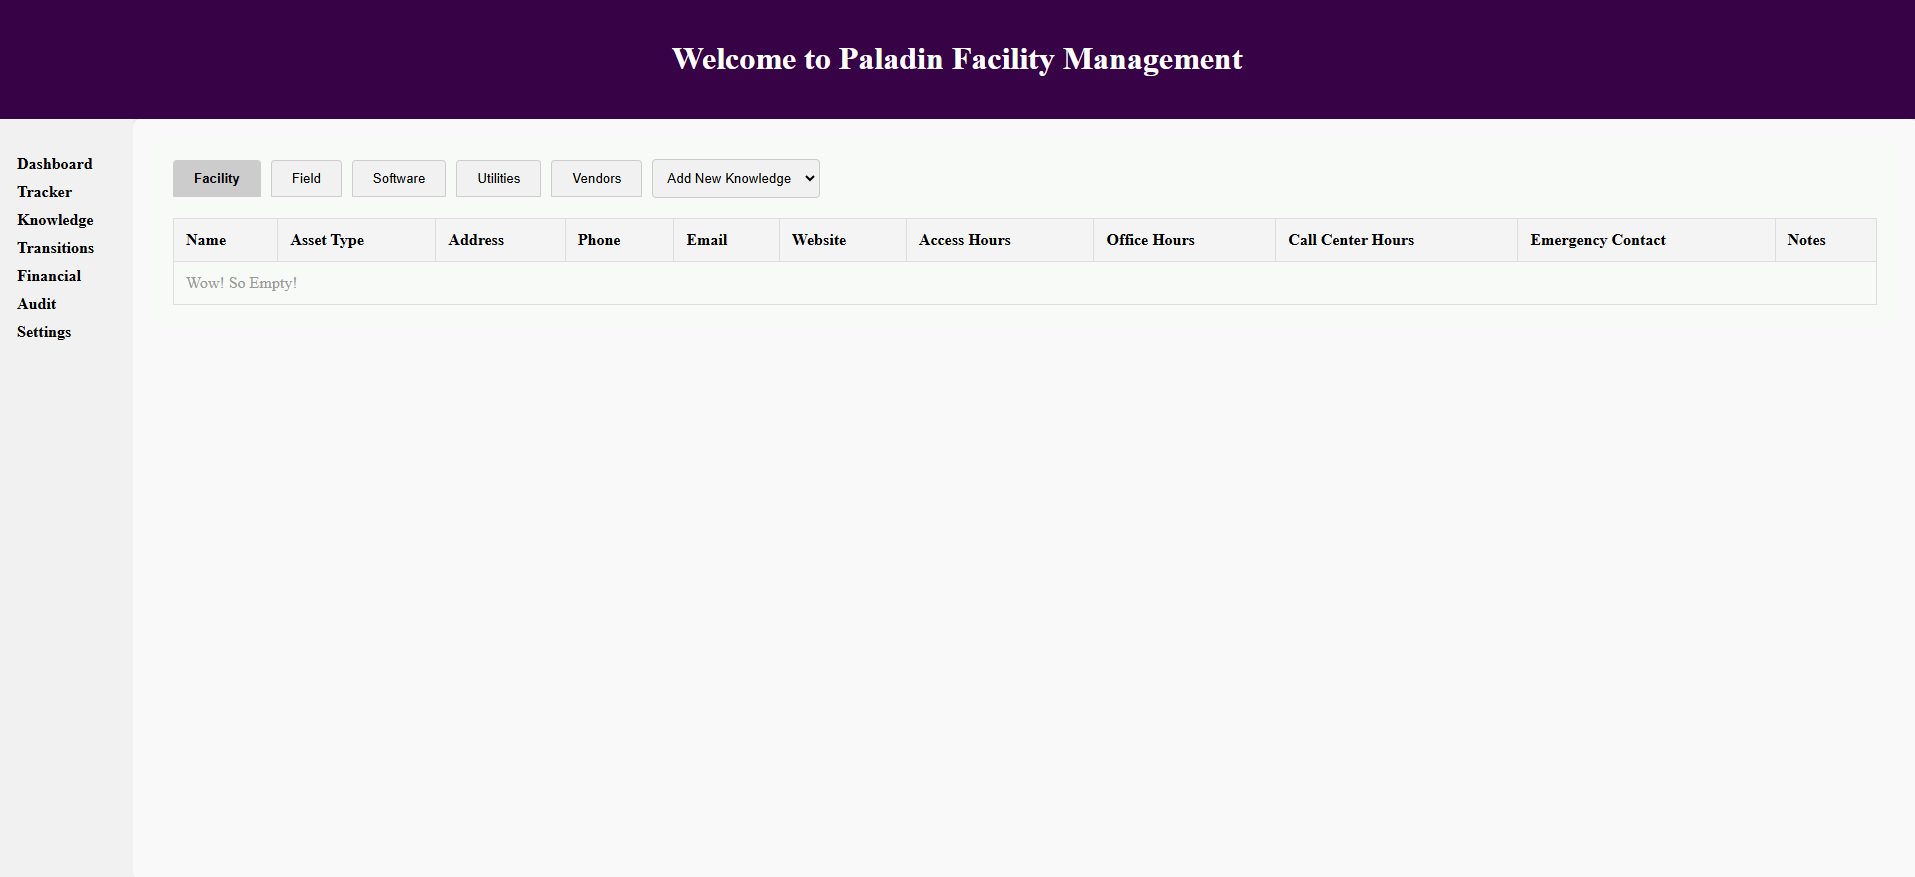 Welcome to Paladin Facility Management
Dashboard
Tracker
Knowledge
Transitions
Financial
Audit
Settings
Facility Field Software Utilities Vendors Add New Knowledge
Name Asset Type Address Phone Email Website Access Hours Office Hours Call Center Hours Emergency Contact Notes
Wow! So Empty!